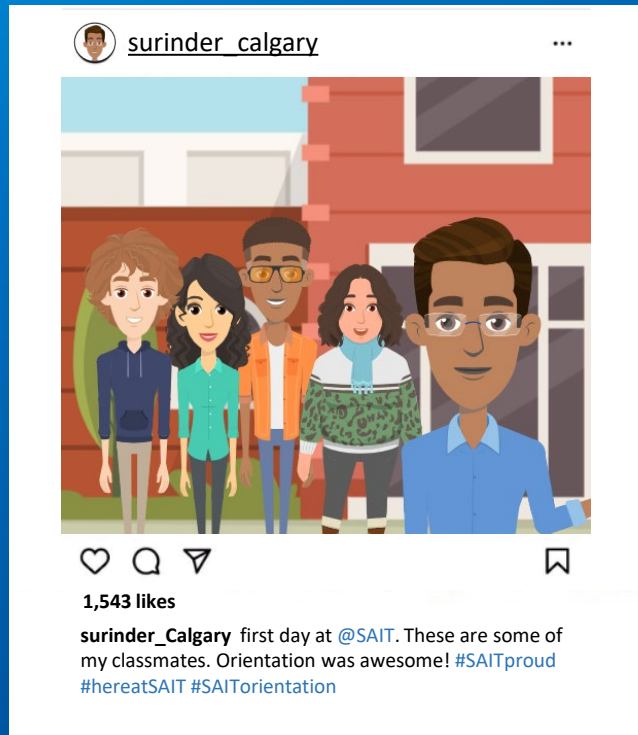 surinder_calgary
1,543 likes
surinder_Calgary first day at @SAIT. These are some of
my classmates. Orientation was awesome! #SAITproud
#hereatSAIT #SAITorientation